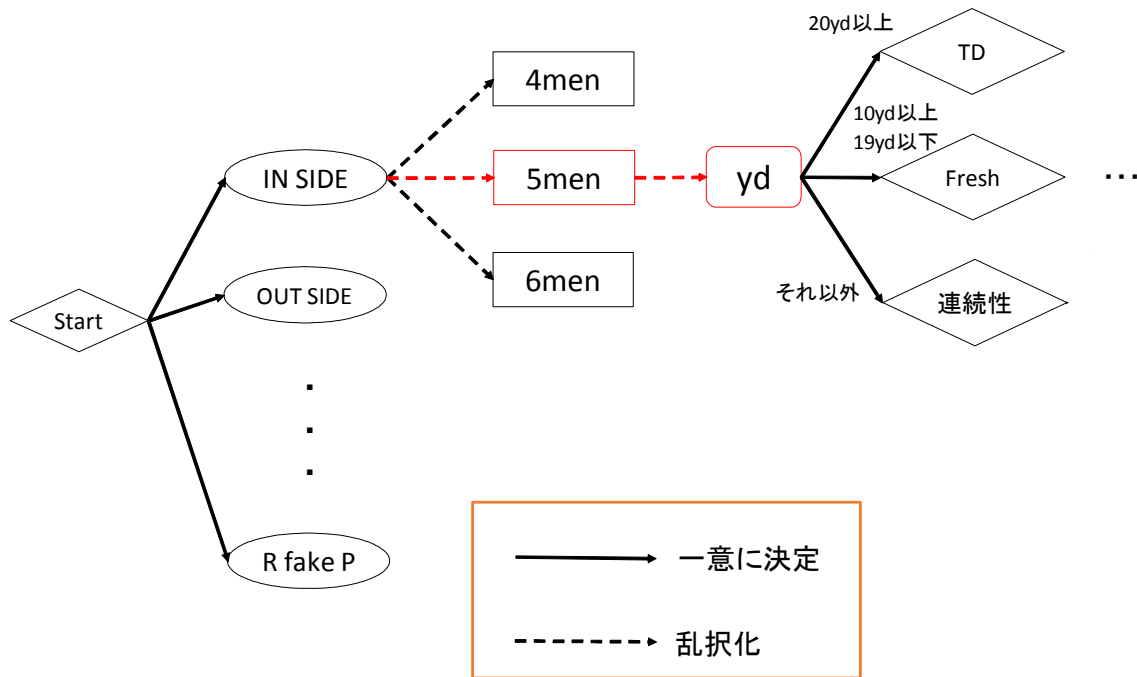 Start
IN SIDE
OUT SIDE
R fake P
4men
5men
6men
yd
20yd以上
10yd以上
19yd以下
それ以外
TD
Fresh
連続性
…
一意に決定
乱択化